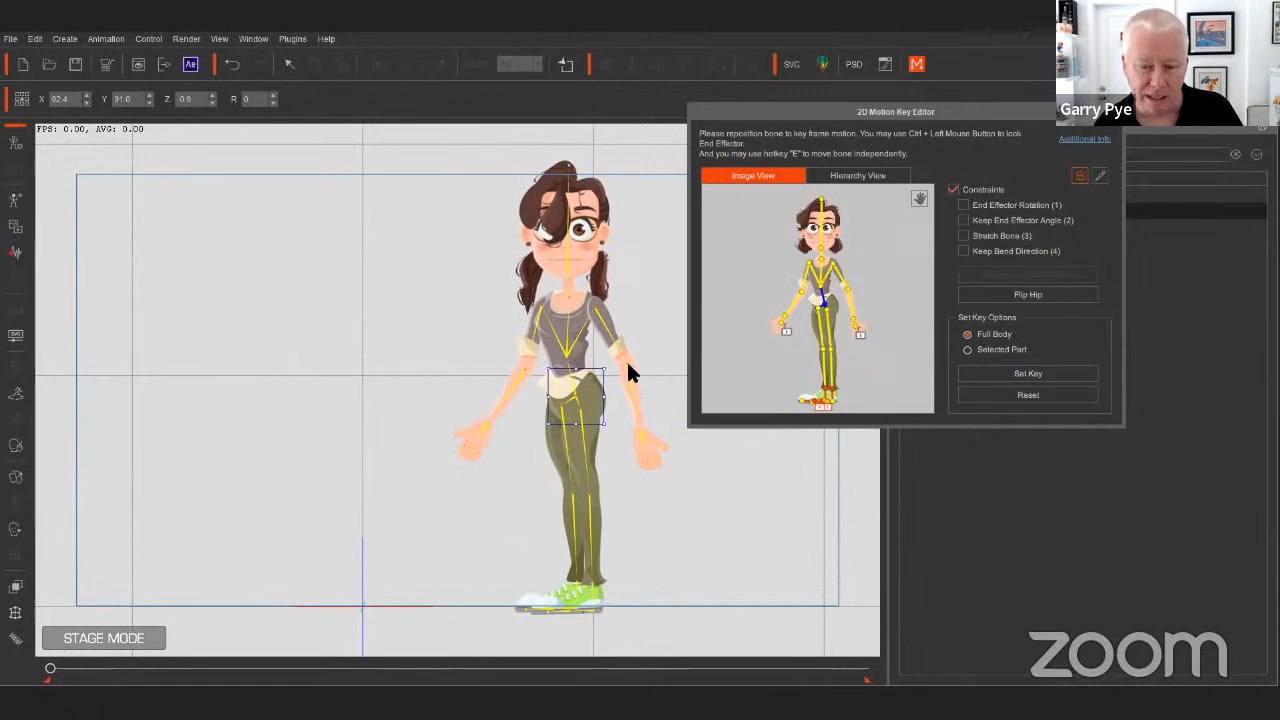 File Edit Create Animation Control Render View Window Plugins Help
Ae SVG PSD :
X 92.4 Y 91.0 Z -0.9 R 0
Garry Pye
FPS: 0.00, AVG: 0.00
2D Motion Key Editor
Please reposition bone to key frame motion. You may use Ctrl + Left Mouse Button to lock
End Effector.
And you may use hotkey "E" to move bone independently.
Additional Info
Image View Hierarchy View
Constraints
End Effector Rotation (1)
Keep End Effector Angle (2)
Stretch Bone (3)
Keep Bend Direction (4)
Flip Hip
Set Key Options
Full Body
Selected Part
Set Key
Reset
SVG
STAGE MODE
zoom